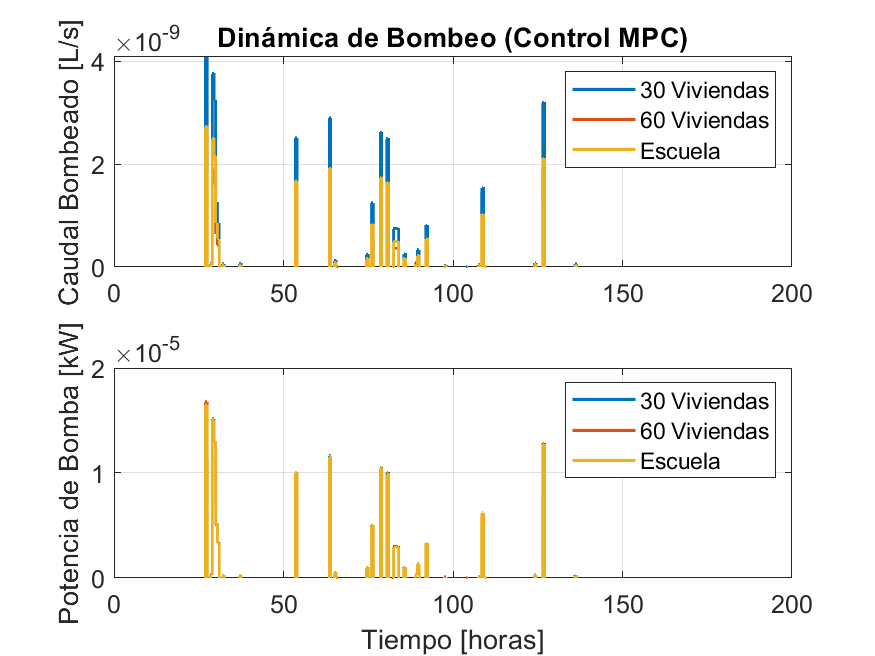 Dinámica de Bombeo (Control MPC)
×10⁻⁹
Caudal Bombeado [L/s]
4
2
0
0 50 100 150 200
30 Viviendas
60 Viviendas
Escuela
×10⁻⁵
Potencia de Bomba [kW]
2
1
0
0 50 100 150 200
30 Viviendas
60 Viviendas
Escuela
Tiempo [horas]